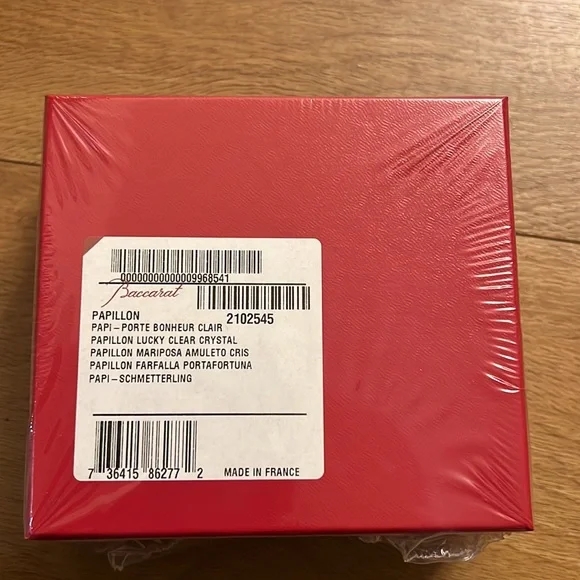 0000000000009968541
Baccarat
2102545
PAPILLON
PAPI-PORTE BONHEUR CLAIR
PAPILLON LUCKY CLEAR CRYSTAL
PAPILLON MARIPOSA AMULETO CRIS
PAPILLON FARFALLA PORTAFORTUNA
PAPI-SCHMETTERLING
7 36415 86277 2
MADE IN FRANCE